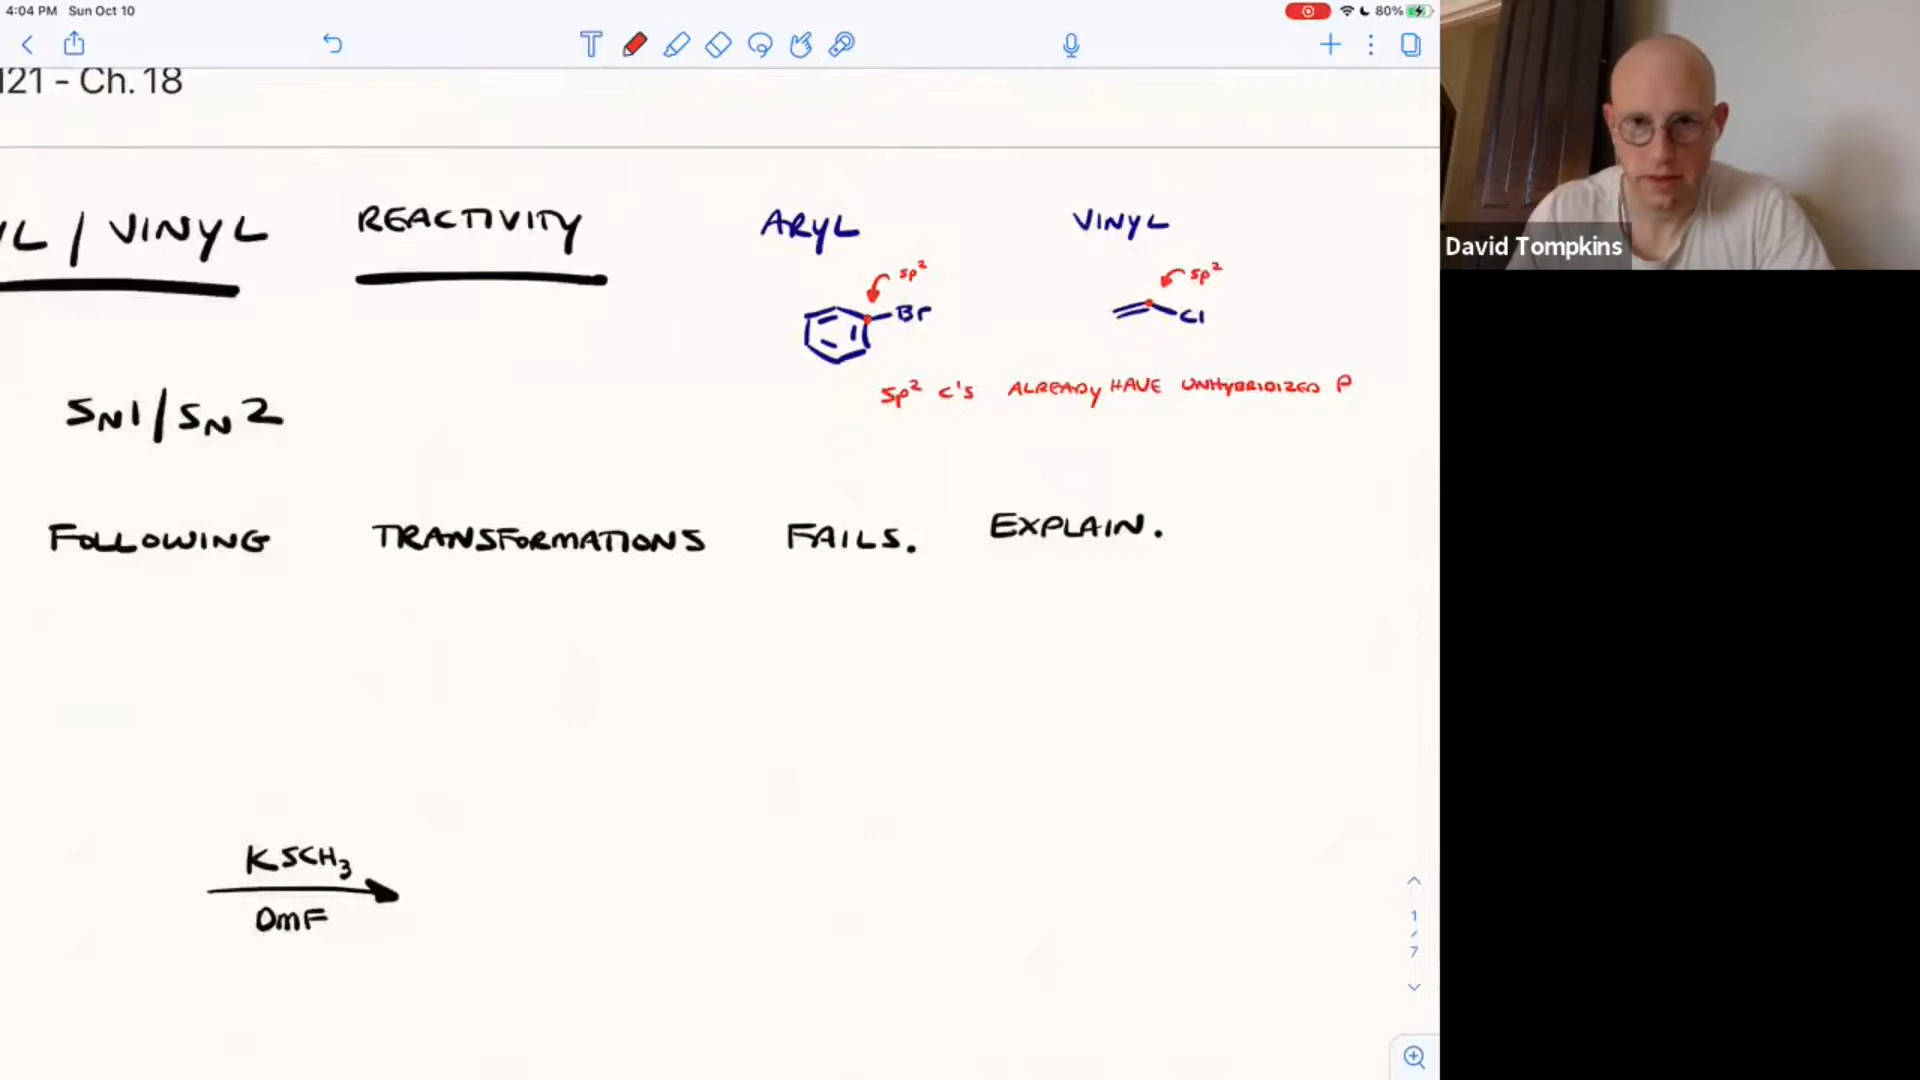 4:04 PM Sun Oct 10
80%
121 - Ch. 18
YL / VINYL REACTIVITY
ARYL
VINYL
sp²
sp²
Br
Cl
sp² C'S ALREADY HAVE UNHYBRIDIZED P
SN1/SN2
FOLLOWING TRANSFORMATIONS FAILS. EXPLAIN.
KSCH₃
DMF
1
/
7
David Tompkins